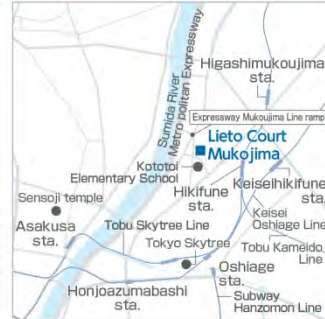 Higashimukoujima
sta.
Sumida River
Metropolitan Expressway
Expressway Mukoujima Line ramp
Lieto Court
Mukojima
Kototoi
Elementary School
Hikifune
sta.
Keiseihikifune
sta.
Sensoji temple
Asakusa
sta.
Tobu Skytree Line
Keisei
Oshiage Line
Tokyo Skytree
Tobu Kameido
Line
Oshiage
sta.
Honjoazumabashi
sta.
Subway
Hanzomon Line